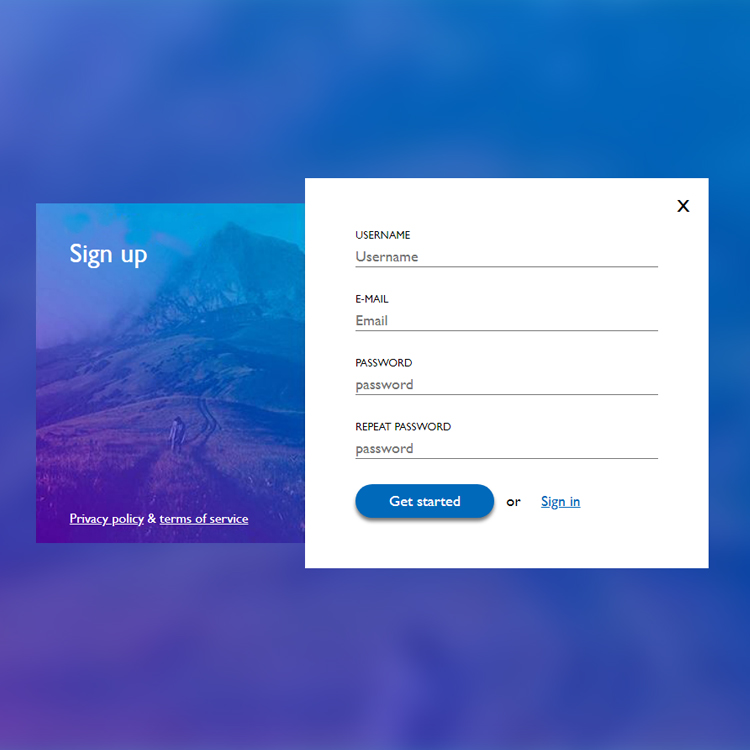 Sign up
Privacy policy & terms of service
X
USERNAME
Username
E-MAIL
Email
PASSWORD
password
REPEAT PASSWORD
password
Get started or Sign in